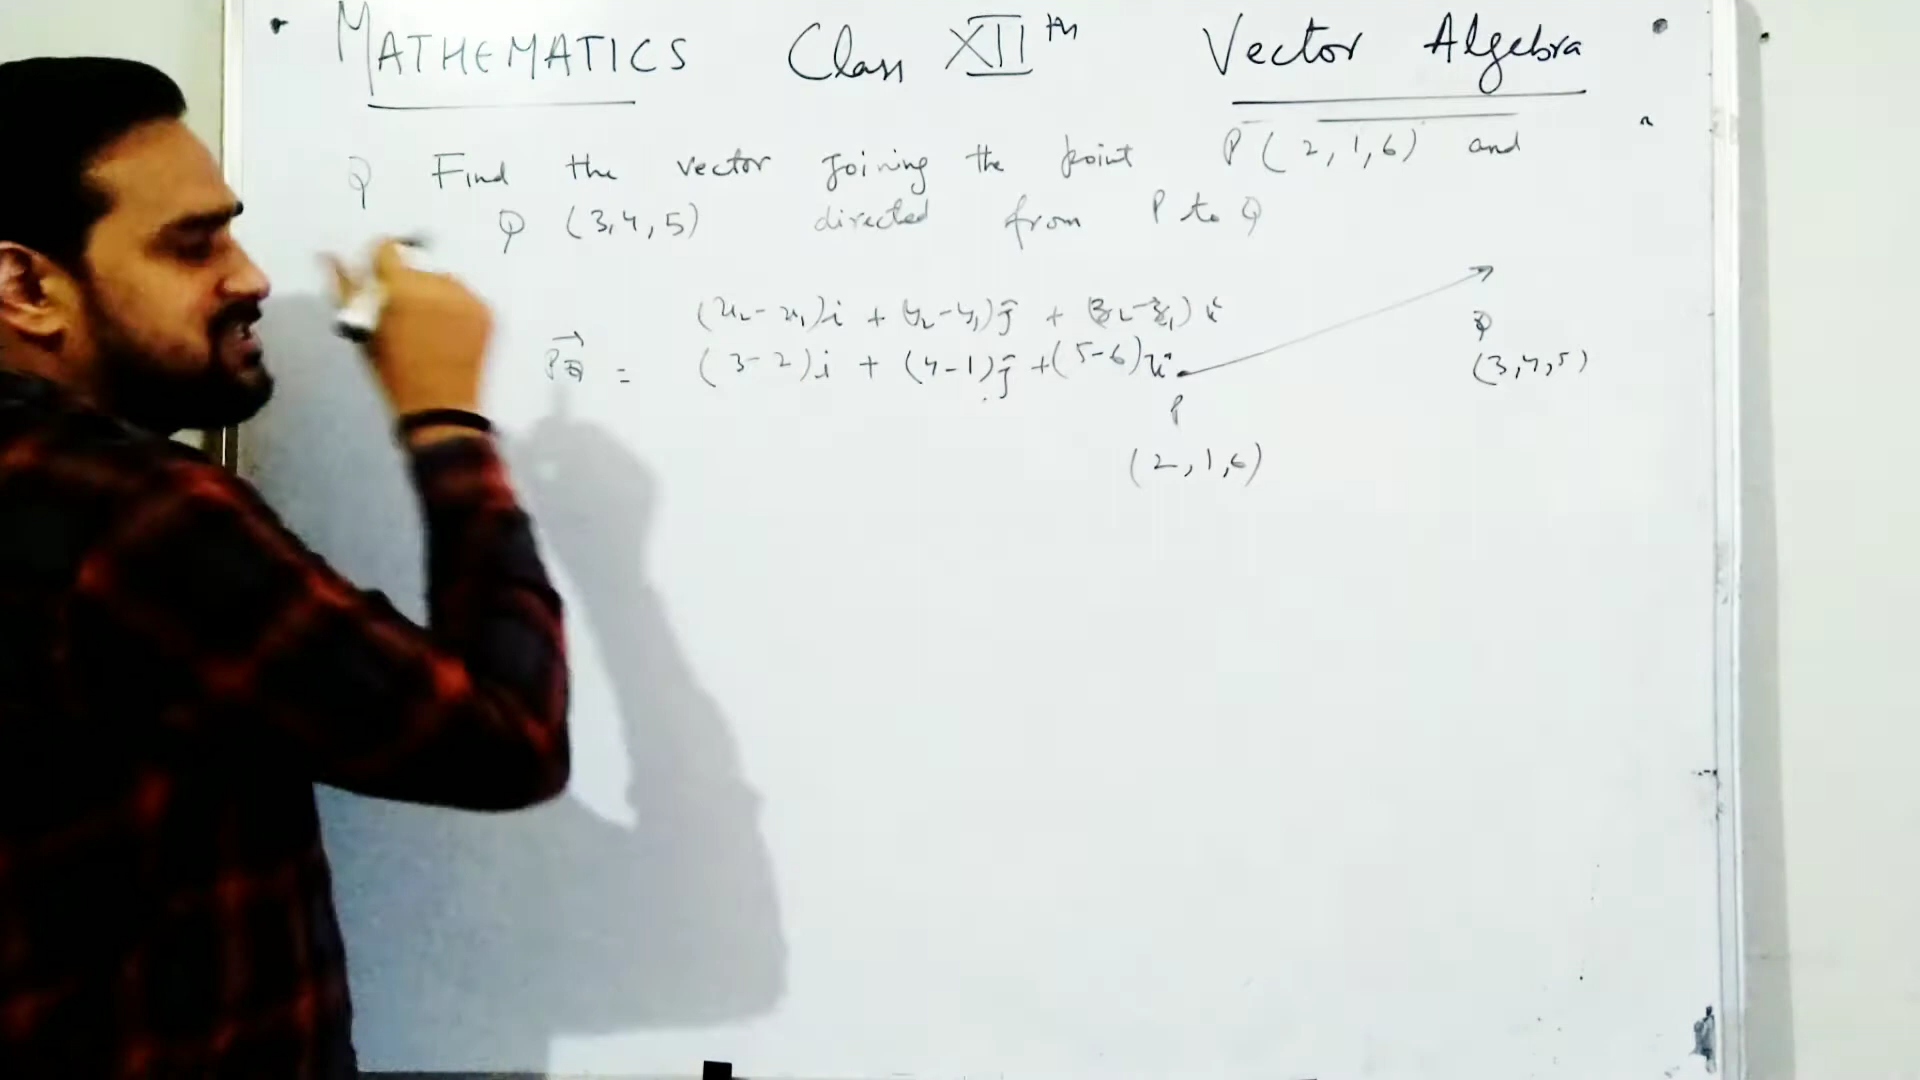 MATHEMATICS Class XIIth Vector Algebra
Q Find the vector Joining the point P(2,1,6) and
Q (3,4,5) directed from P to Q
(x₂-x₁)i + (y₂-y₁)j + (z₂-z₁)k
PQ⃗ = (3-2)i + (4-1)j + (5-6)k
P
(2,1,6)
Q
(3,4,5)